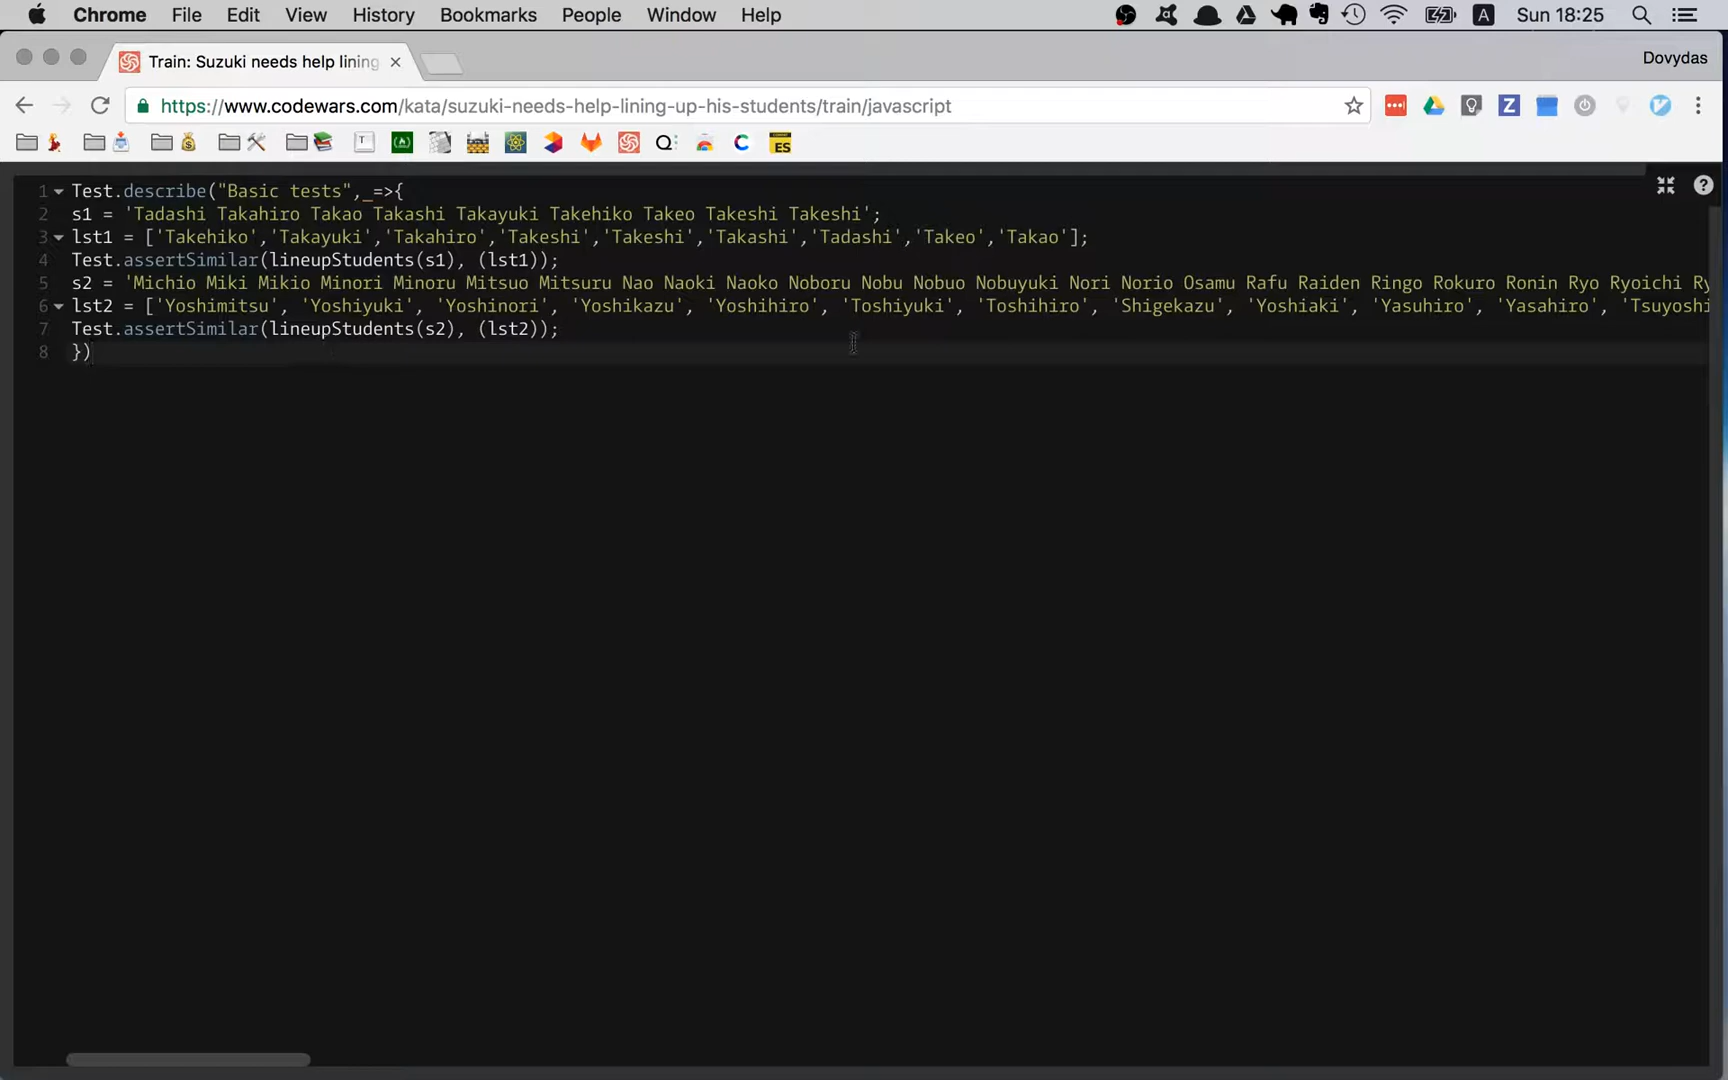 Chrome File Edit View History Bookmarks People Window Help A Sun 18:25
Train: Suzuki needs help lining
Dovydas
https://www.codewars.com/kata/suzuki-needs-help-lining-up-his-students/train/javascript
1 Test.describe("Basic tests",_=>{
2 s1 = 'Tadashi Takahiro Takao Takashi Takayuki Takehiko Takeo Takeshi Takeshi';
3 lst1 = ['Takehiko','Takayuki','Takahiro','Takeshi','Takeshi','Takashi','Tadashi','Takeo','Takao'];
4 Test.assertSimilar(lineupStudents(s1), (lst1));
5 s2 = 'Michio Miki Mikio Minori Minoru Mitsuo Mitsuru Nao Naoki Naoko Noboru Nobu Nobuo Nobuyuki Nori Norio Osamu Rafu Raiden Ringo Rokuro Ronin Ryo Ryoichi Ry
6 lst2 = ['Yoshimitsu', 'Yoshiyuki', 'Yoshinori', 'Yoshikazu', 'Yoshihiro', 'Toshiyuki', 'Toshihiro', 'Shigekazu', 'Yoshiaki', 'Yasuhiro', 'Yasahiro', 'Tsuyoshi
7 Test.assertSimilar(lineupStudents(s2), (lst2));
8 })